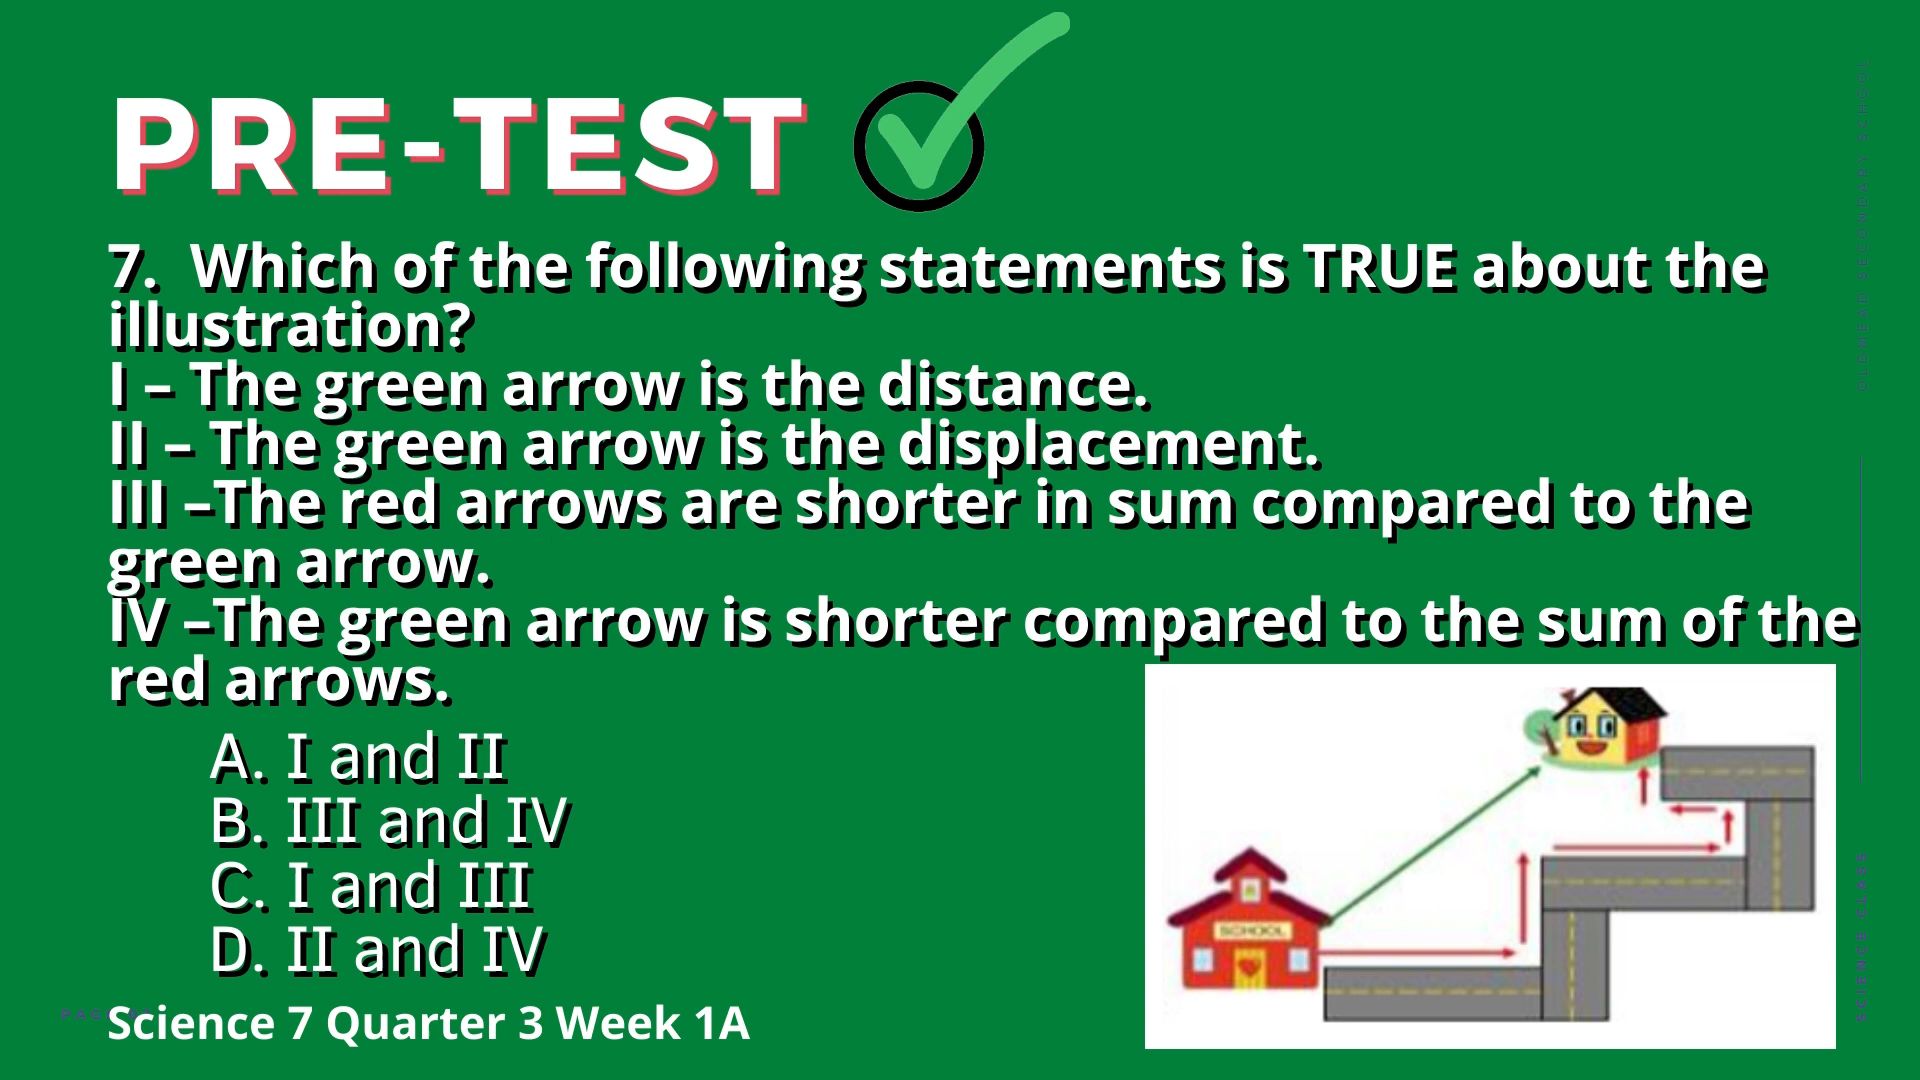 PRE-TEST
7. Which of the following statements is TRUE about the
illustration?
I – The green arrow is the distance.
II – The green arrow is the displacement.
III –The red arrows are shorter in sum compared to the
green arrow.
IV –The green arrow is shorter compared to the sum of the
red arrows.
A. I and II
B. III and IV
C. I and III
D. II and IV
SCHOOL
Science 7 Quarter 3 Week 1A
SCIENCE CLASS